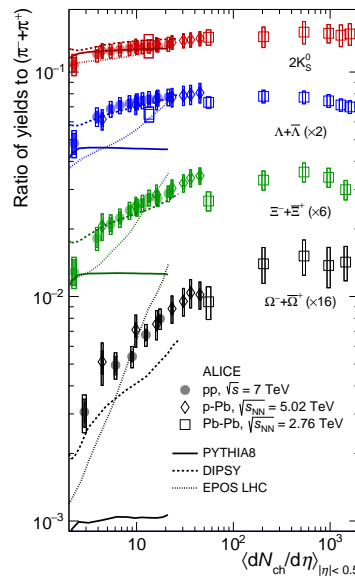 Ratio of yields to (π⁻+π⁺)
10⁻¹
2K⁰S
Λ+Λ̅ (×2)
Ξ⁻+Ξ̅⁺ (×6)
10⁻²
Ω⁻+Ω̅⁺ (×16)
ALICE
pp, √s = 7 TeV
p-Pb, √sNN = 5.02 TeV
Pb-Pb, √sNN = 2.76 TeV
PYTHIA8
DIPSY
EPOS LHC
10⁻³
10 10² 10³
⟨dNch/dη⟩|η|< 0.5